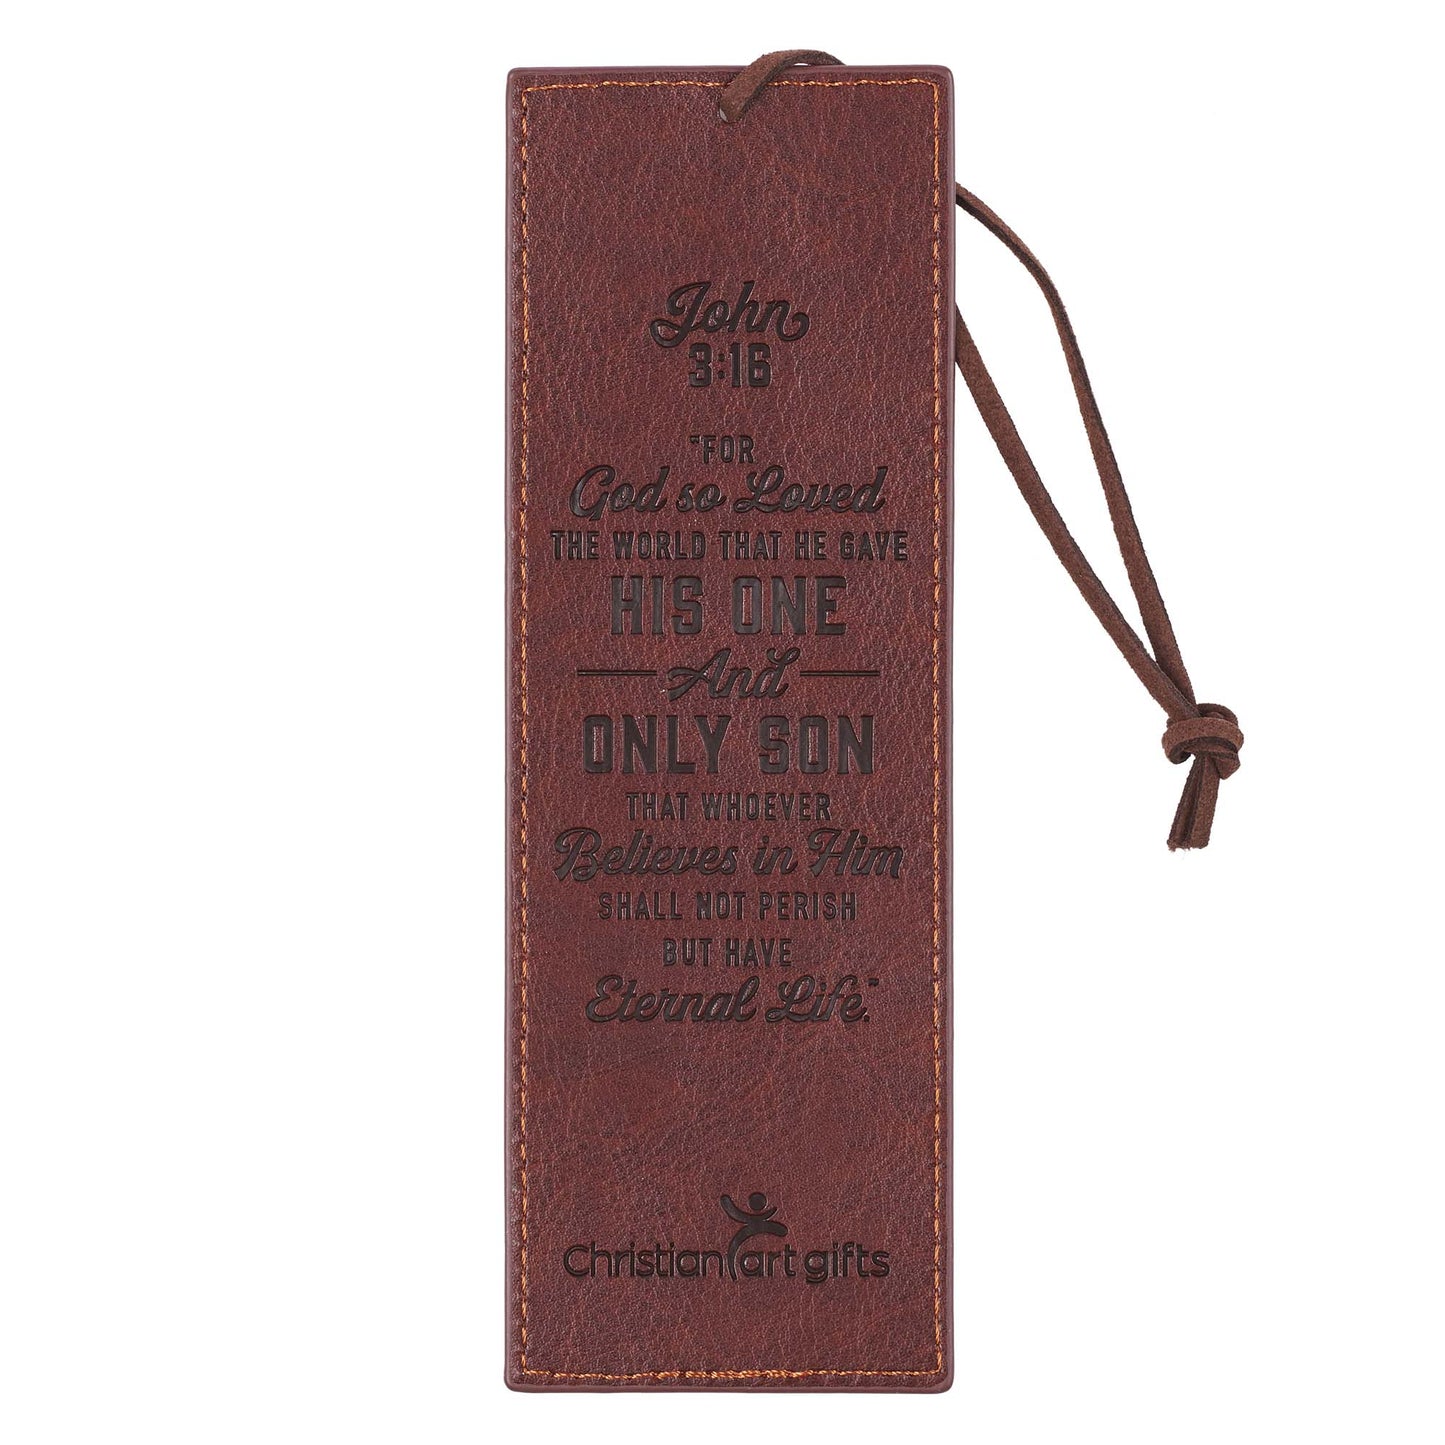 John
3:16
"FOR
God so Loved
THE WORLD THAT HE GAVE
HIS ONE
And
ONLY SON
THAT WHOEVER
Believes in Him
SHALL NOT PERISH
BUT HAVE
Eternal Life."
Christian art gifts